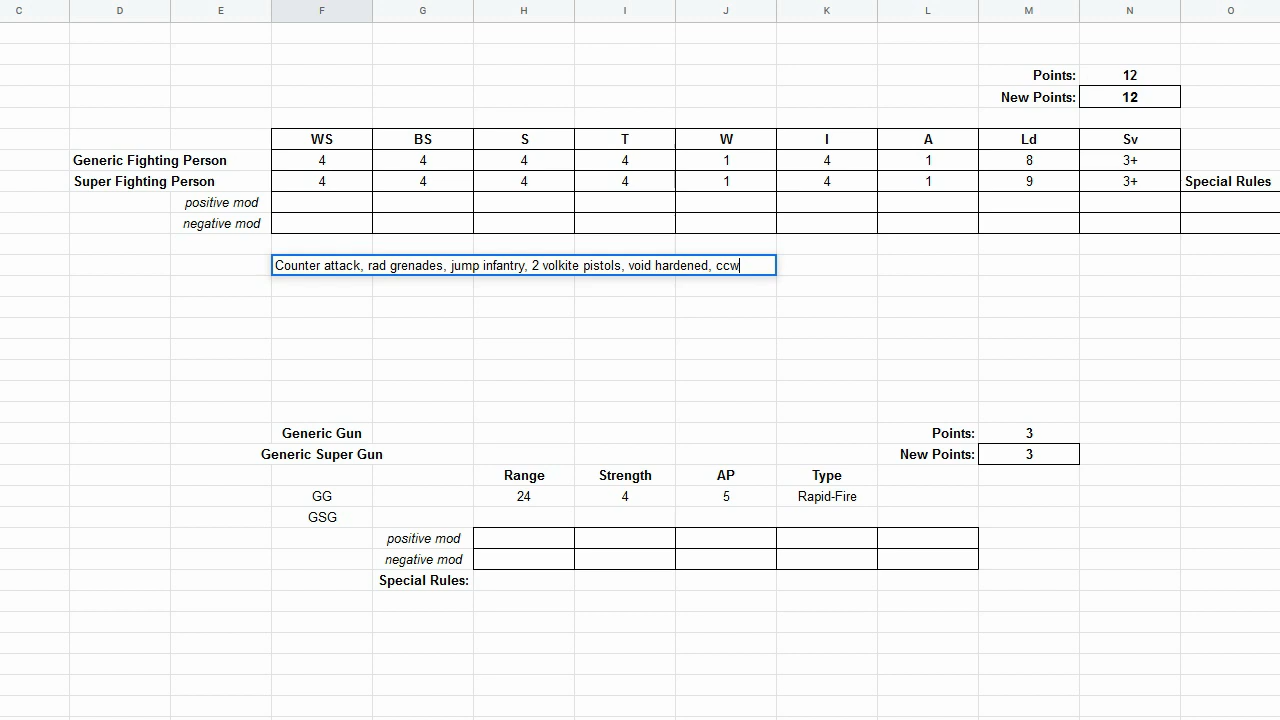 C D E F G H I J K L M N O
Points: 12
New Points: 12
WS BS S T W I A Ld Sv
Generic Fighting Person 4 4 4 4 1 4 1 8 3+
Super Fighting Person 4 4 4 4 1 4 1 9 3+ Special Rules
positive mod
negative mod
Counter attack, rad grenades, jump infantry, 2 volkite pistols, void hardened, ccw
Generic Gun Points: 3
Generic Super Gun New Points: 3
Range Strength AP Type
GG 24 4 5 Rapid-Fire
GSG
positive mod
negative mod
Special Rules: